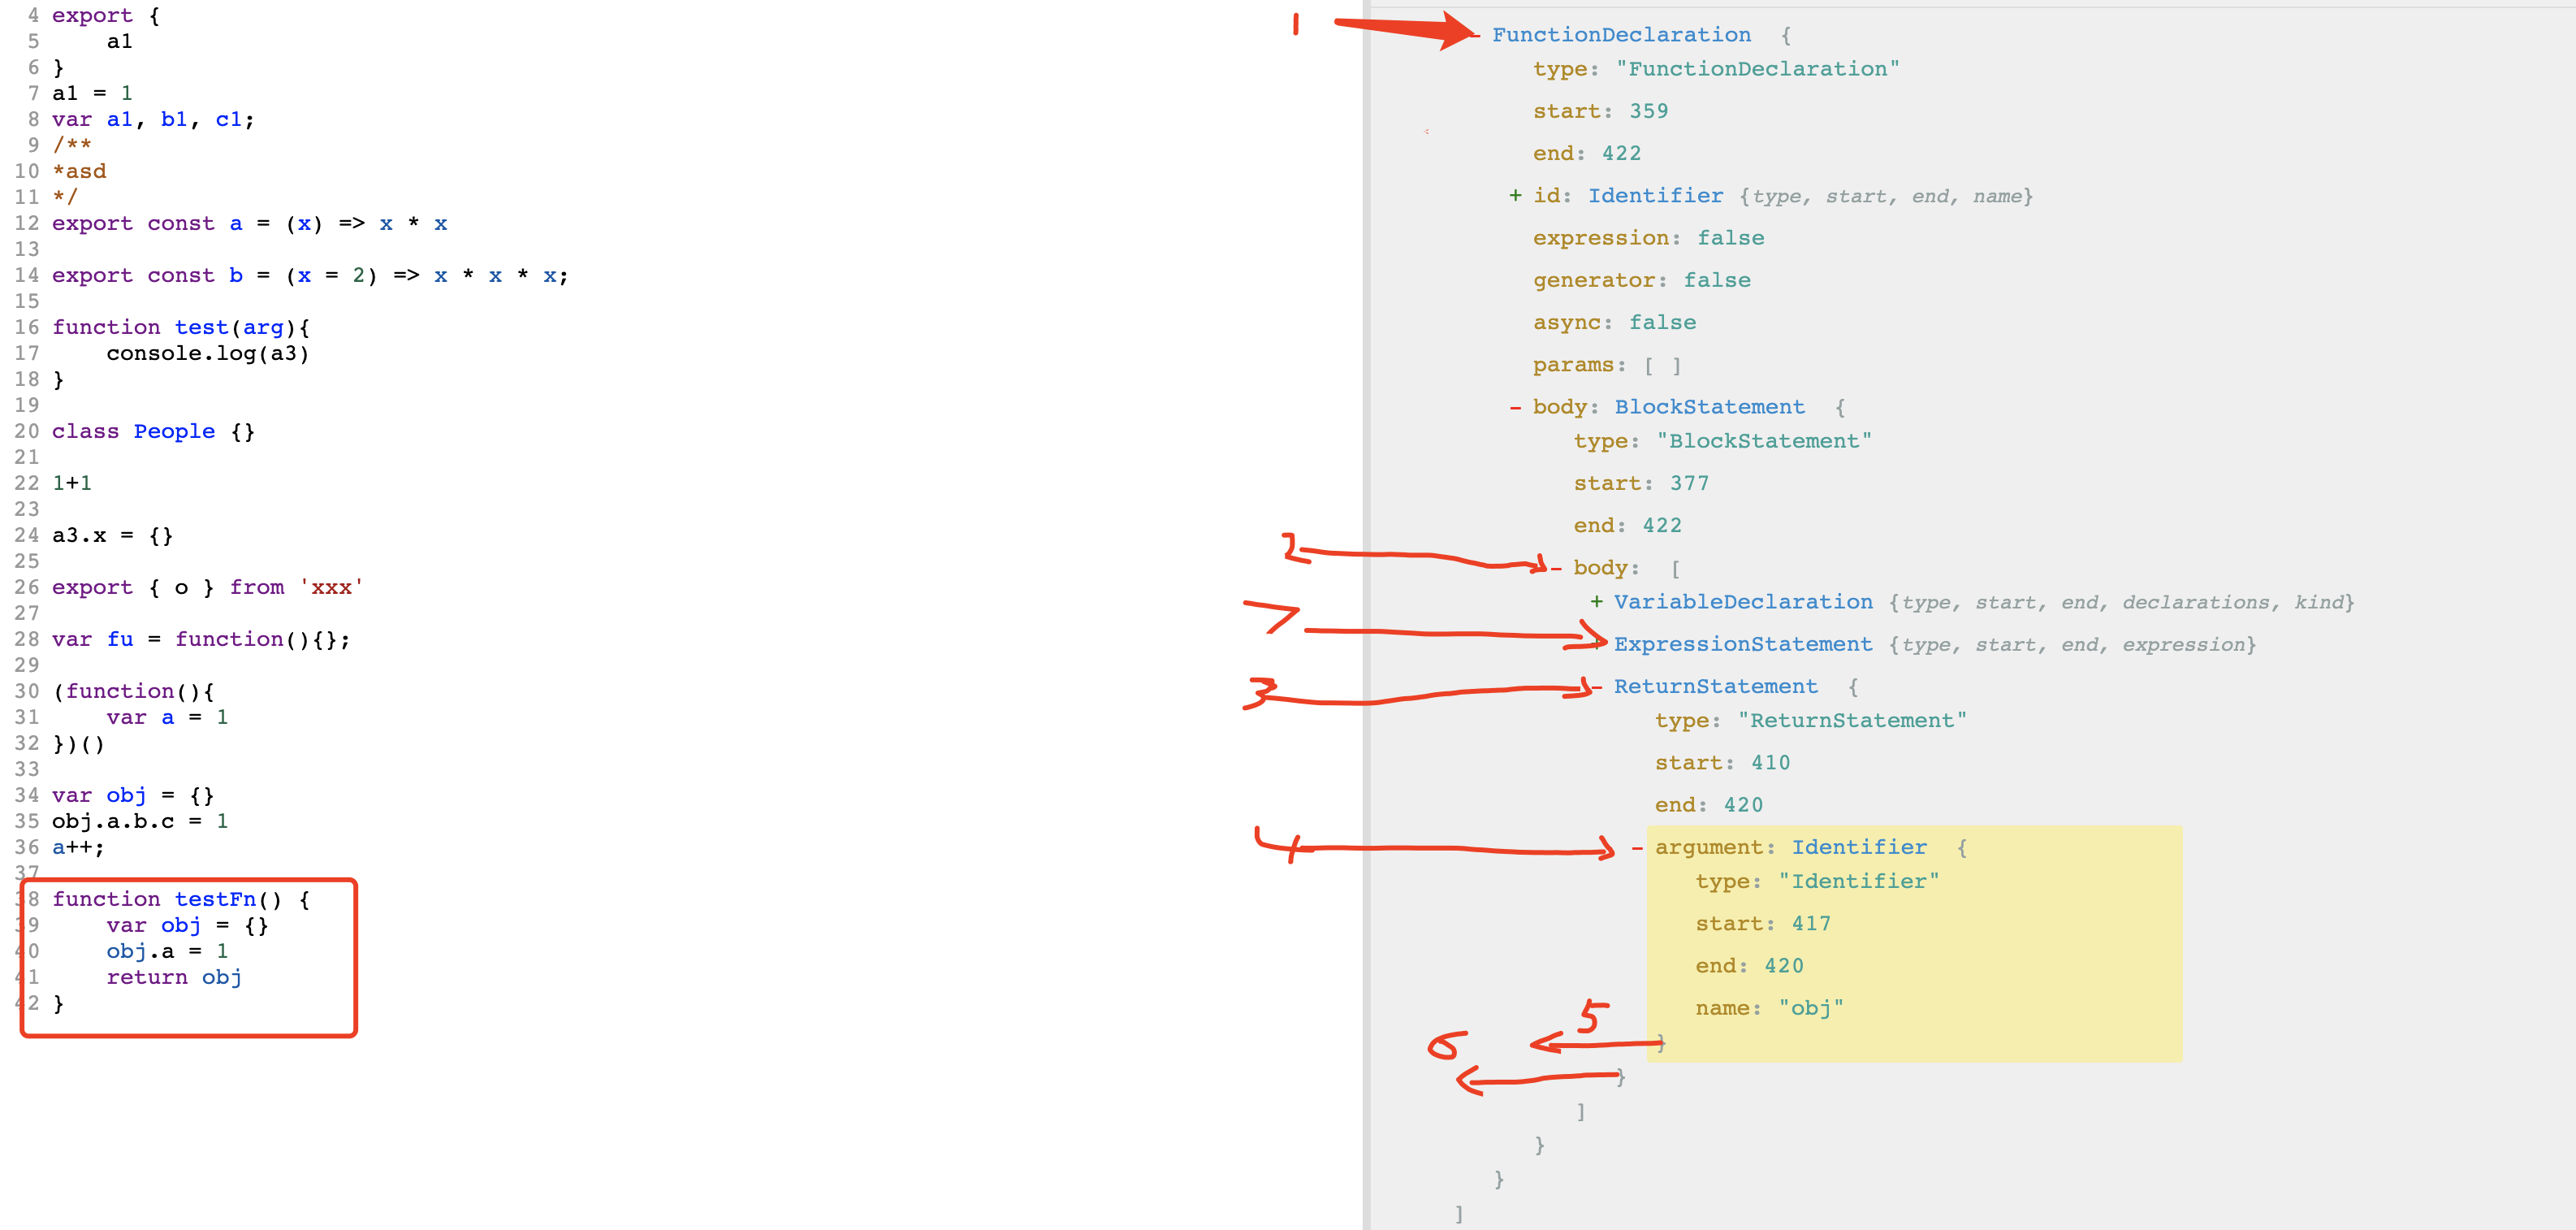 4 export {
5     a1
6 }
7 a1 = 1
8 var a1, b1, c1;
9 /**
10 *asd
11 */
12 export const a = (x) => x * x
13
14 export const b = (x = 2) => x * x * x;
15
16 function test(arg){
17     console.log(a3)
18 }
19
20 class People {}
21
22 1+1
23
24 a3.x = {}
25
26 export { o } from 'xxx'
27
28 var fu = function(){};
29
30 (function(){
31     var a = 1
32 })()
33
34 var obj = {}
35 obj.a.b.c = 1
36 a++;
37
38 function testFn() {
39     var obj = {}
40     obj.a = 1
41     return obj
42 }
1
- FunctionDeclaration {
type: "FunctionDeclaration"
start: 359
end: 422
+ id: Identifier {type, start, end, name}
expression: false
generator: false
async: false
params: [ ]
- body: BlockStatement {
type: "BlockStatement"
start: 377
end: 422
2
- body: [
+ VariableDeclaration {type, start, end, declarations, kind}
7
+ ExpressionStatement {type, start, end, expression}
3
- ReturnStatement {
type: "ReturnStatement"
start: 410
end: 420
4
- argument: Identifier {
type: "Identifier"
start: 417
end: 420
name: "obj"
5
}
6
}
]
}
}
]